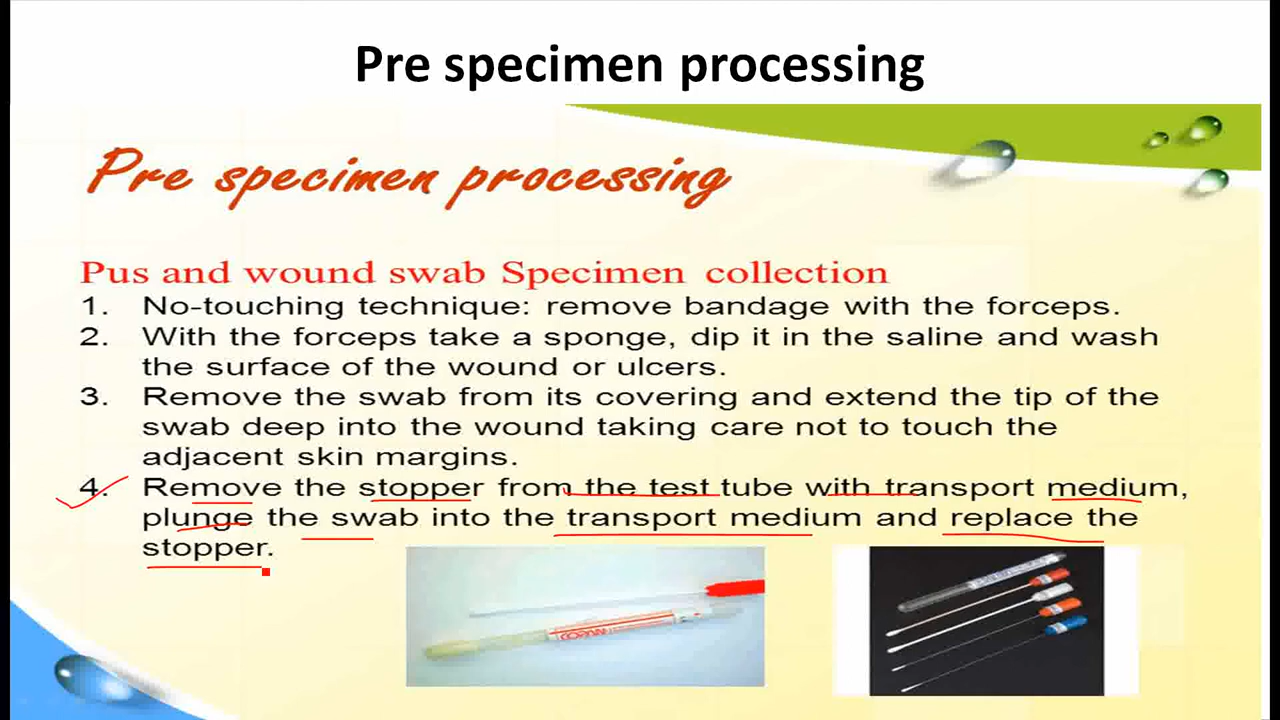 Pre specimen processing
Pre specimen processing
Pus and wound swab Specimen collection
1. No-touching technique: remove bandage with the forceps.
2. With the forceps take a sponge, dip it in the saline and wash
the surface of the wound or ulcers.
3. Remove the swab from its covering and extend the tip of the
swab deep into the wound taking care not to touch the
adjacent skin margins.
4. Remove the stopper from the test tube with transport medium,
plunge the swab into the transport medium and replace the
stopper.